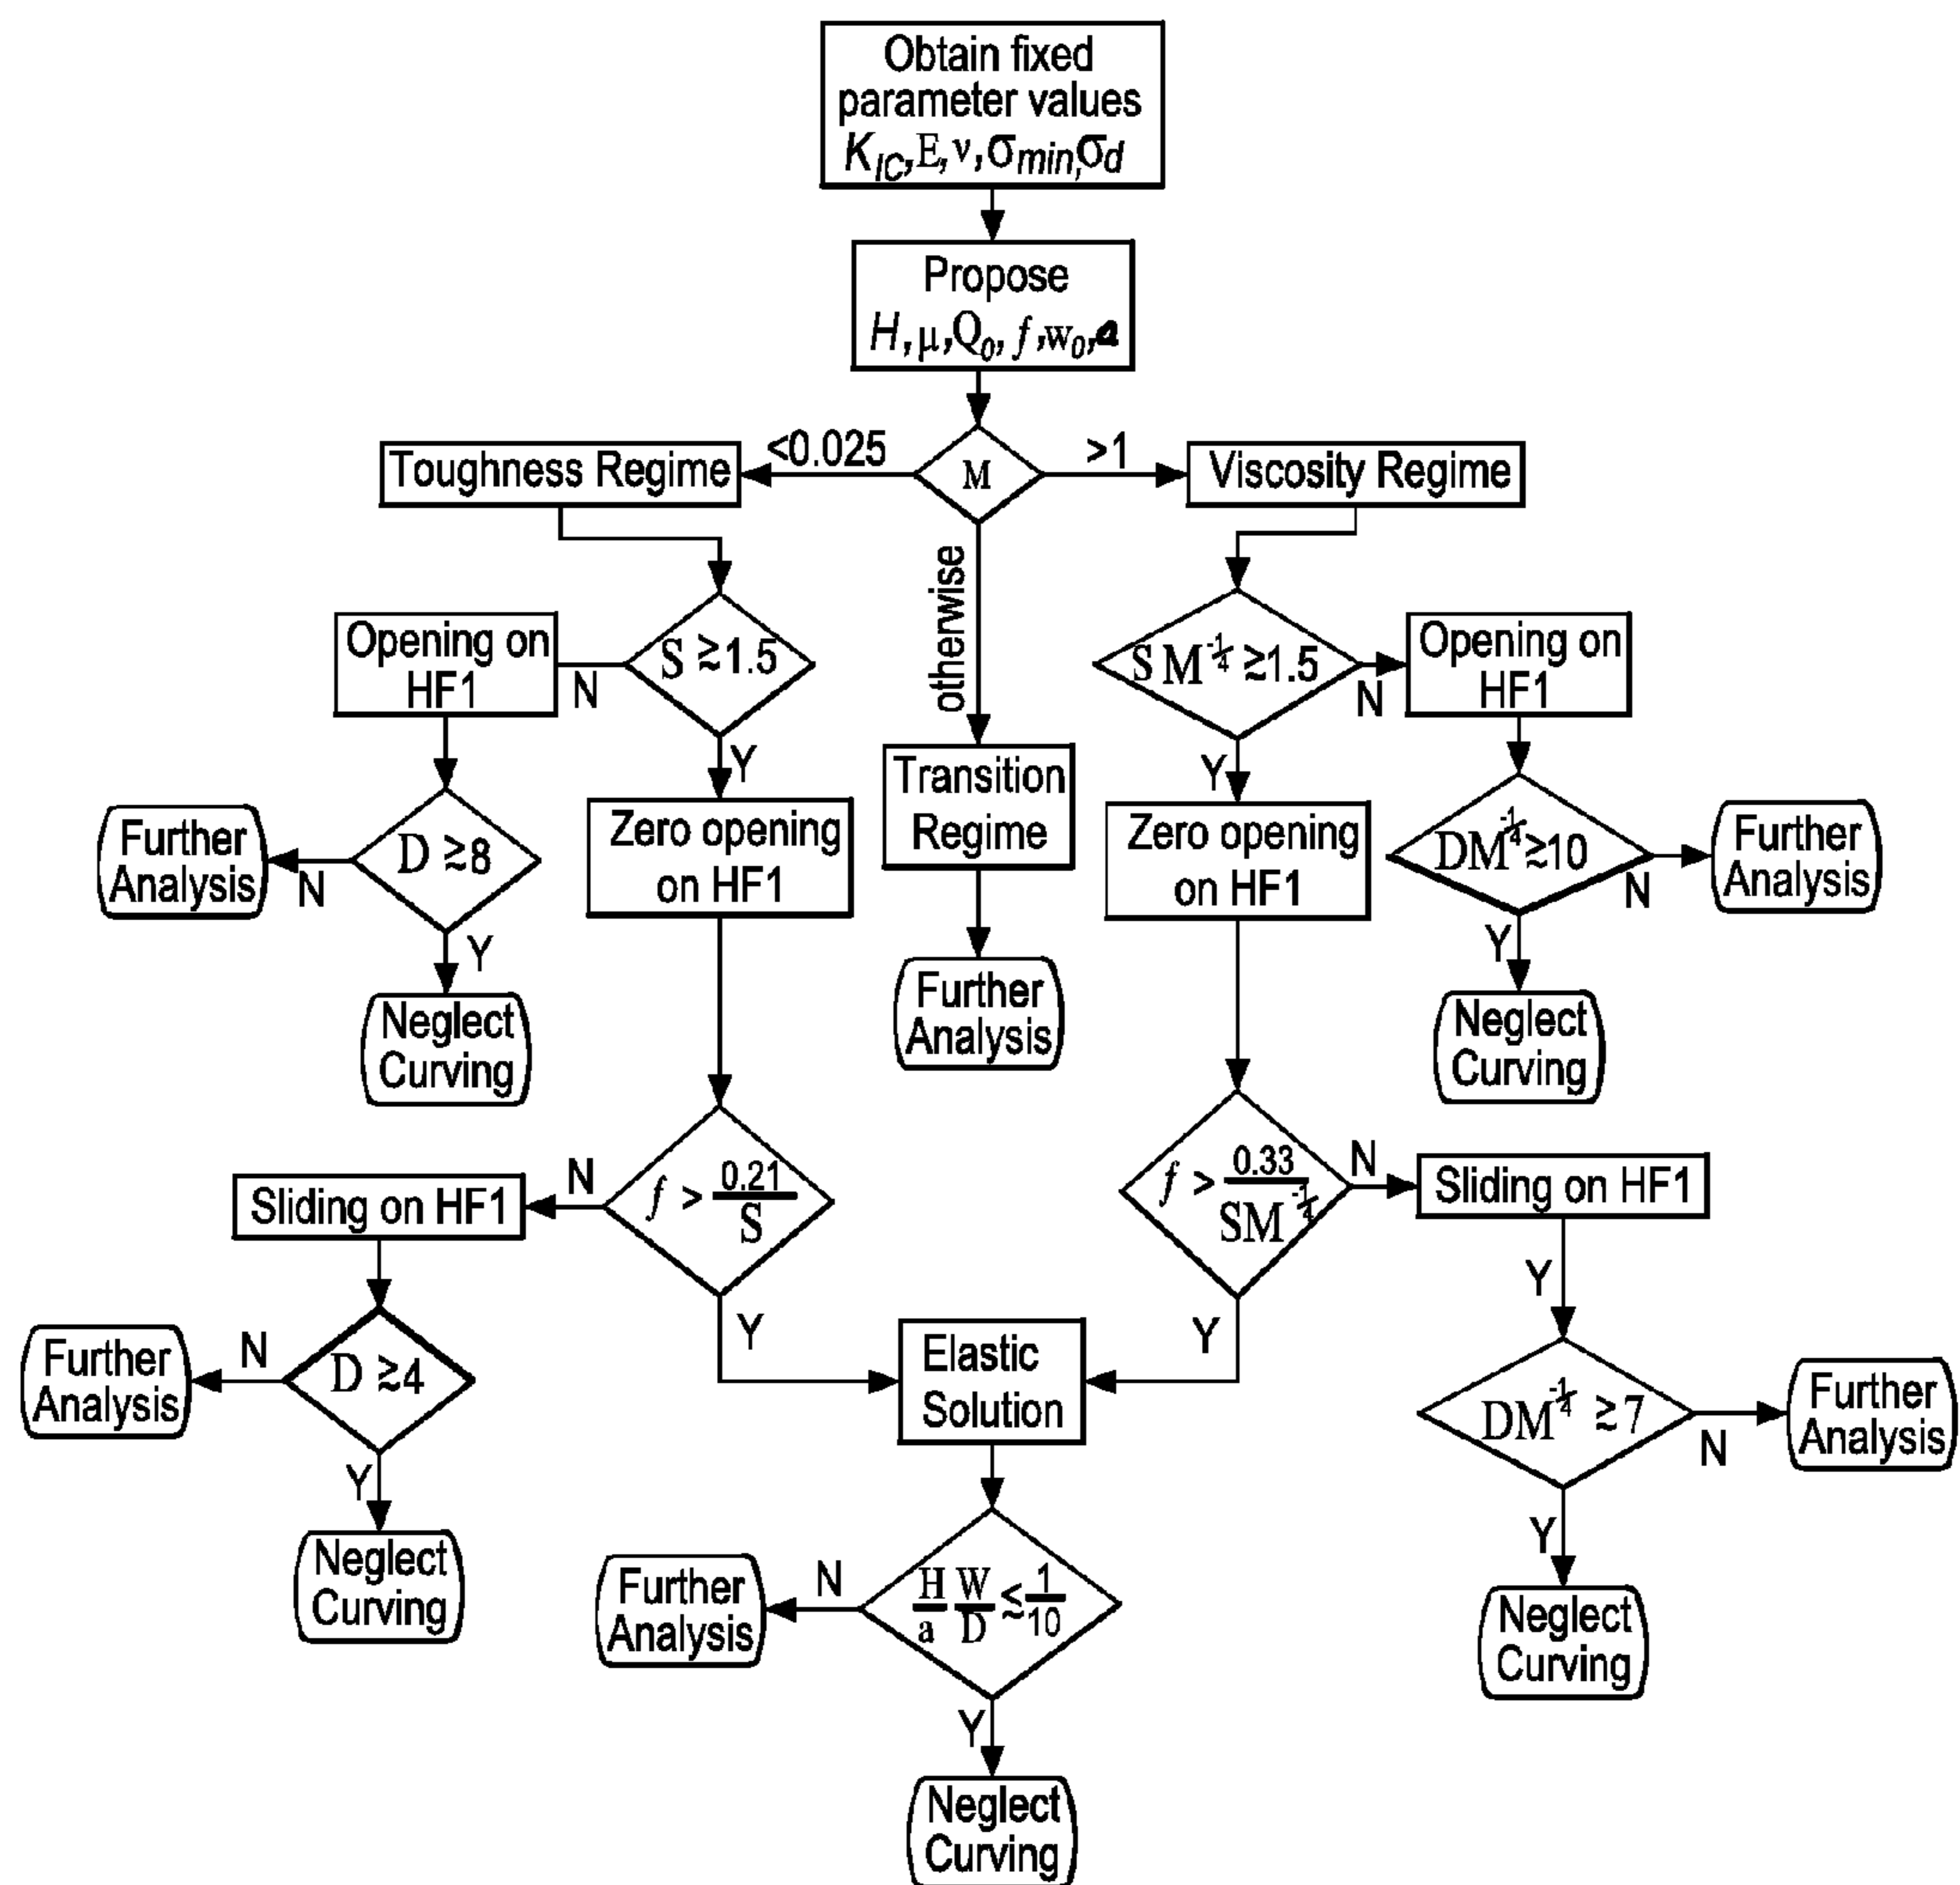 Obtain fixed
parameter values
K_IC, E, ν, σ_min, σ_d
Propose
H, μ, Q_0, f, w_0, a
<0.025
M
>1
Toughness Regime
Viscosity Regime
otherwise
Opening on
HF1
N
S ≳ 1.5
Y
S M^-1/4 ≳ 1.5
N
Y
Opening on
HF1
Transition
Regime
Further
Analysis
N
D ≳ 8
Y
Zero opening
on HF1
Zero opening
on HF1
DM^-1/4 ≳ 10
N
Y
Further
Analysis
Neglect
Curving
Further
Analysis
Neglect
Curving
Sliding on HF1
N
f > 0.21/S
Y
f > 0.33/SM^-1/4
N
Y
Sliding on HF1
Y
Further
Analysis
N
D ≳ 4
Y
Elastic
Solution
DM^-1/4 ≳ 7
N
Y
Further
Analysis
Neglect
Curving
Further
Analysis
N
H/a W/D ≲ 1/10
Y
Neglect
Curving
Neglect
Curving